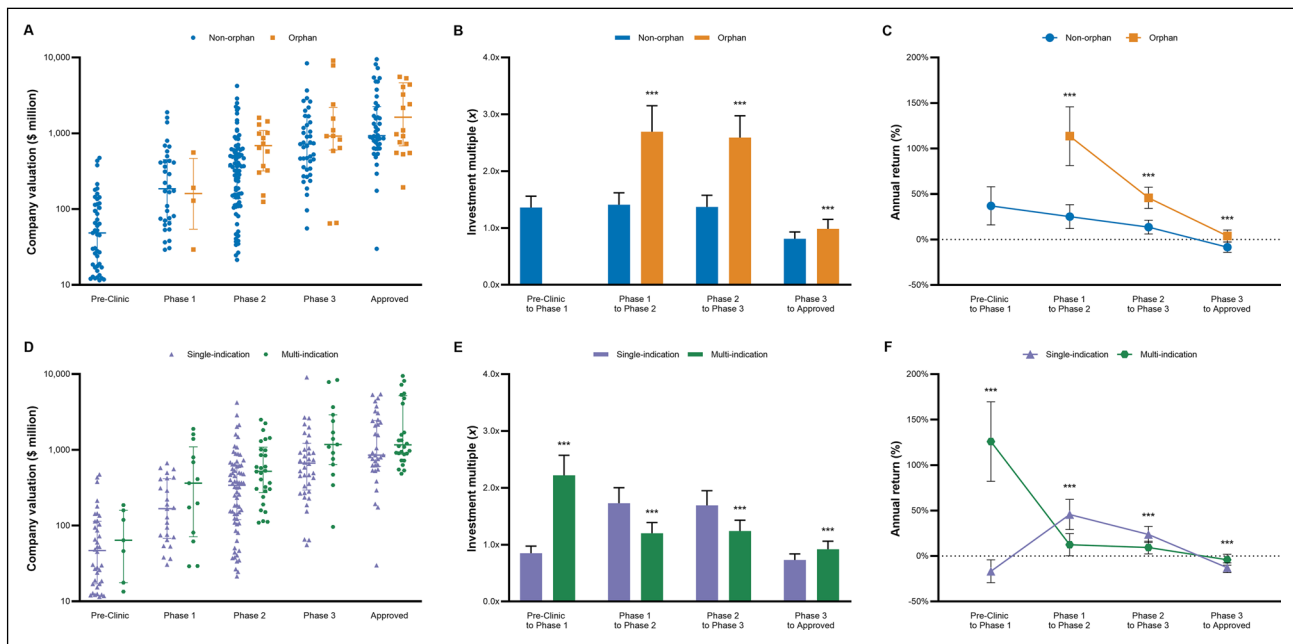 A
Non-orphan Orphan
Company valuation ($ million)
10,000
1,000
100
10
Pre-Clinic Phase 1 Phase 2 Phase 3 Approved
B
Non-orphan Orphan
Investment multiple (x)
4.0x
3.0x
2.0x
1.0x
0.0x
***
***
***
Pre-Clinic to Phase 1
Phase 1 to Phase 2
Phase 2 to Phase 3
Phase 3 to Approved
C
Non-orphan Orphan
Annual return (%)
200%
150%
100%
50%
0%
-50%
***
***
***
Pre-Clinic to Phase 1
Phase 1 to Phase 2
Phase 2 to Phase 3
Phase 3 to Approved
D
Single-indication Multi-indication
Company valuation ($ million)
10,000
1,000
100
10
Pre-Clinic Phase 1 Phase 2 Phase 3 Approved
E
Single-indication Multi-indication
Investment multiple (x)
4.0x
3.0x
2.0x
1.0x
0.0x
***
***
***
***
Pre-Clinic to Phase 1
Phase 1 to Phase 2
Phase 2 to Phase 3
Phase 3 to Approved
F
Single-indication Multi-indication
Annual return (%)
200%
150%
100%
50%
0%
-50%
***
***
***
***
Pre-Clinic to Phase 1
Phase 1 to Phase 2
Phase 2 to Phase 3
Phase 3 to Approved